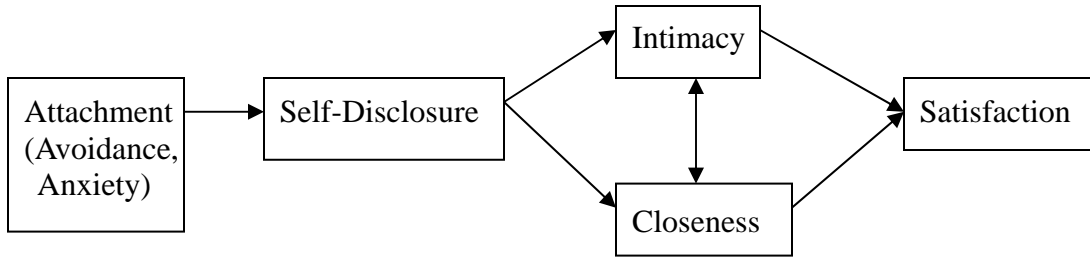 Attachment
(Avoidance,
Anxiety)
Self-Disclosure
Intimacy
Closeness
Satisfaction